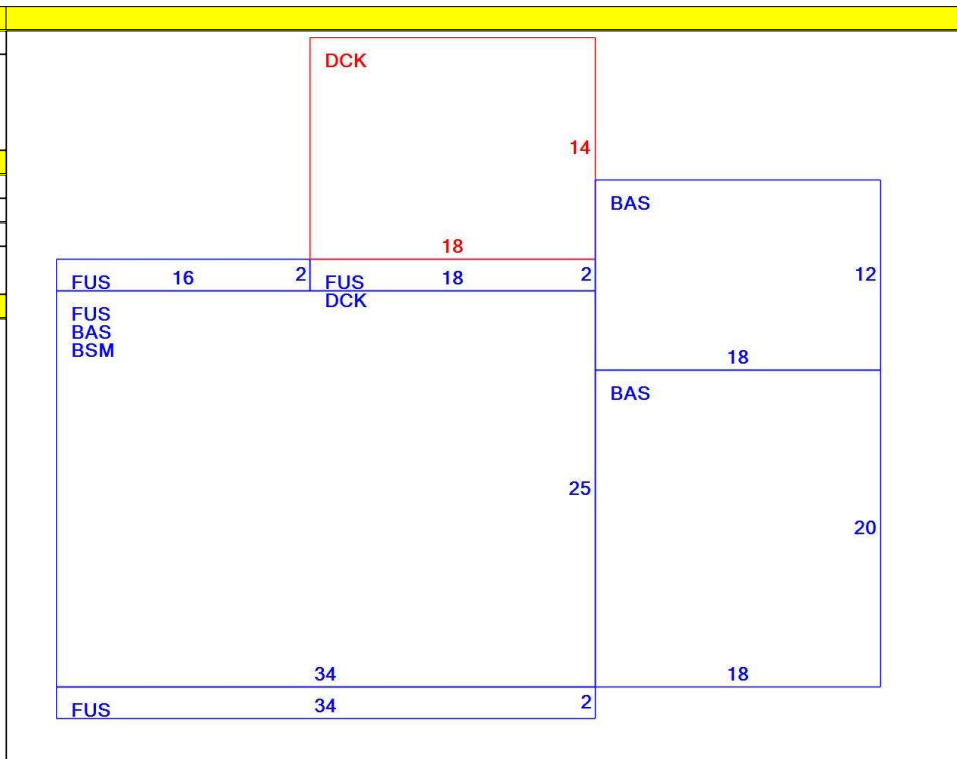 DCK
14
BAS
18
FUS 16 2 FUS 18 2 12
DCK
FUS
BAS
BSM
18
BAS
25
20
34 18
FUS 34 2